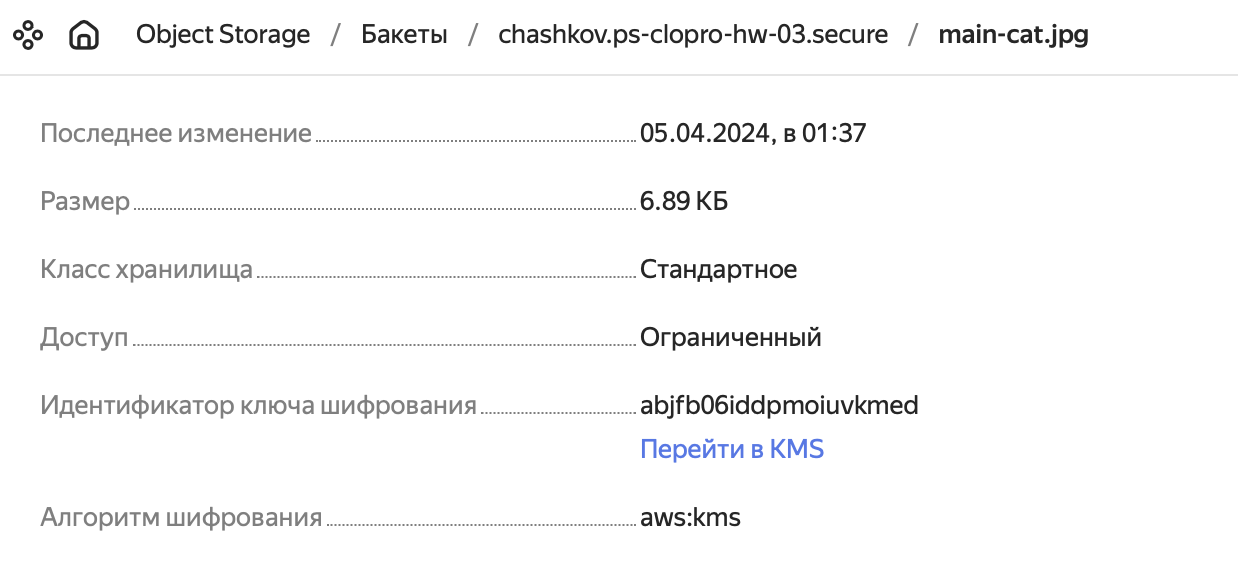 Object Storage / Бакеты / chashkov.ps-clopro-hw-03.secure / main-cat.jpg
Последнее изменение 05.04.2024, в 01:37
Размер 6.89 КБ
Класс хранилища Стандартное
Доступ Ограниченный
Идентификатор ключа шифрования abjfb06iddpmoiuvkmed
Перейти в KMS
Алгоритм шифрования aws:kms